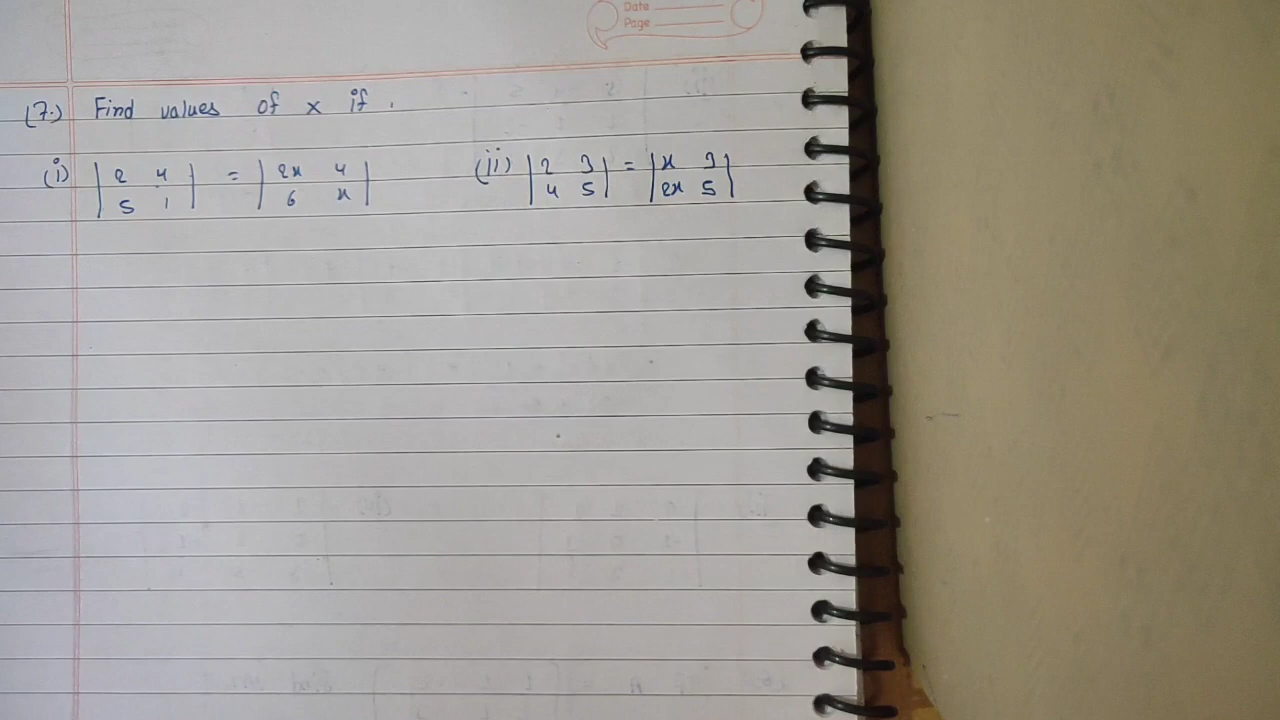 Date
Page
(7.) Find values of x if .
(i) | 2 4 | = | 2x 4 | (ii) | 2 3 | = | x 3 |
| 5 1 | | 6 x | | 4 5 | | 2x 5 |